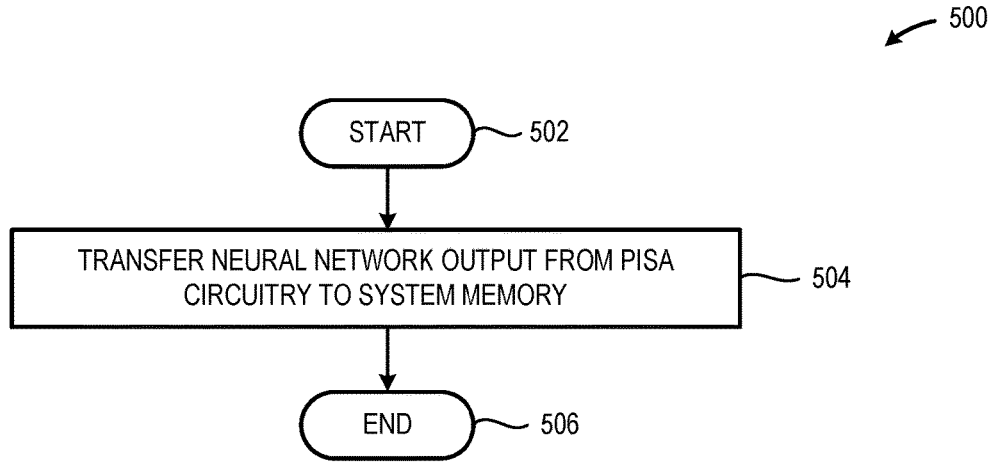 500
START
502
TRANSFER NEURAL NETWORK OUTPUT FROM PISA
CIRCUITRY TO SYSTEM MEMORY
504
END
506